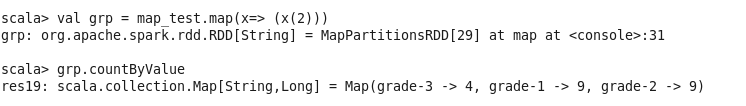 scala> val grp = map_test.map(x=> (x(2)))
grp: org.apache.spark.rdd.RDD[String] = MapPartitionsRDD[29] at map at <console>:31
scala> grp.countByValue
res19: scala.collection.Map[String,Long] = Map(grade-3 -> 4, grade-1 -> 9, grade-2 -> 9)